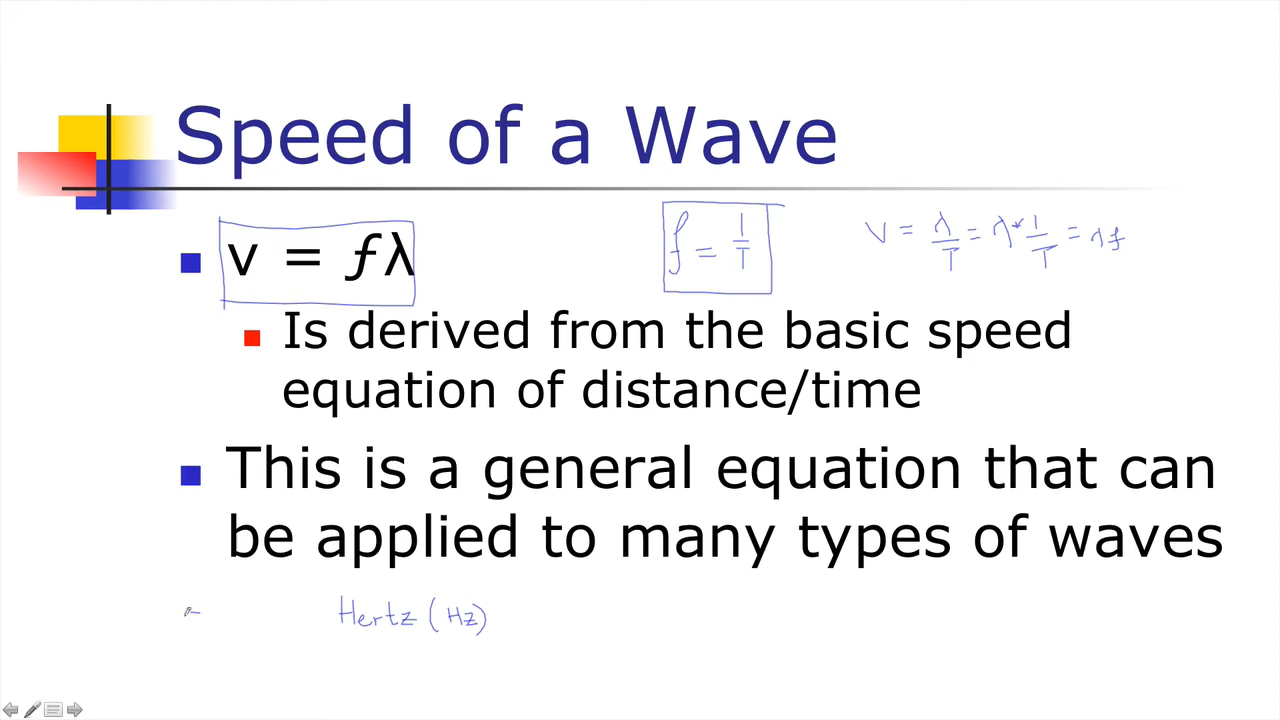 Speed of a Wave
v = ƒλ
f = 1/T
v = λ/T = λ * 1/T = λf
Is derived from the basic speed
equation of distance/time
This is a general equation that can
be applied to many types of waves
Hertz (Hz)